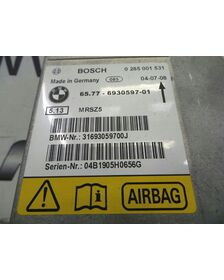 BOSCH 0 285 001 531
Made in Germany 083 04-07-08
65.77 - 6930597-01
5.13 MRSZ5
BMW-Nr.: 31693059700J
Serien-Nr: 04B1905H0656G
AIRBAG